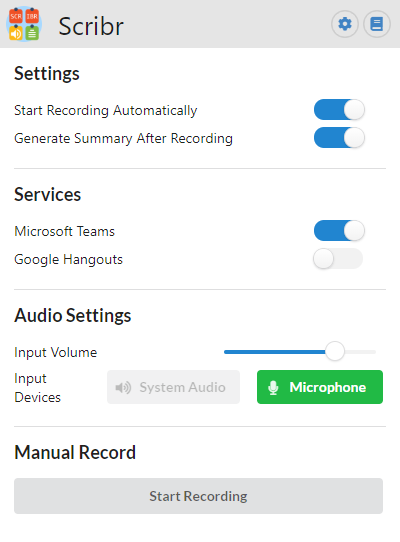 SCR IBR
Scribr
Settings
Start Recording Automatically
Generate Summary After Recording
Services
Microsoft Teams
Google Hangouts
Audio Settings
Input Volume
Input
Devices
System Audio
Microphone
Manual Record
Start Recording